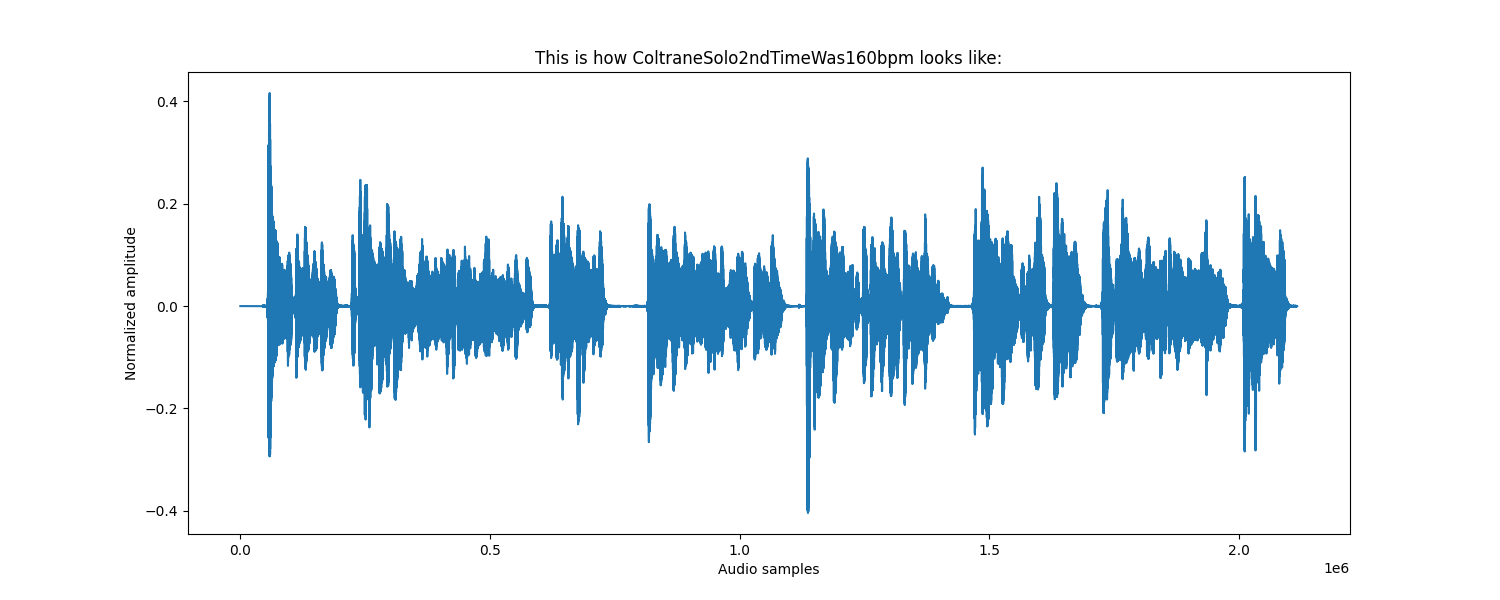 This is how ColtraneSolo2ndTimeWas160bpm looks like:
Normalized amplitude
0.4
0.2
0.0
−0.2
−0.4
0.0 0.5 1.0 1.5 2.0
1e6
Audio samples